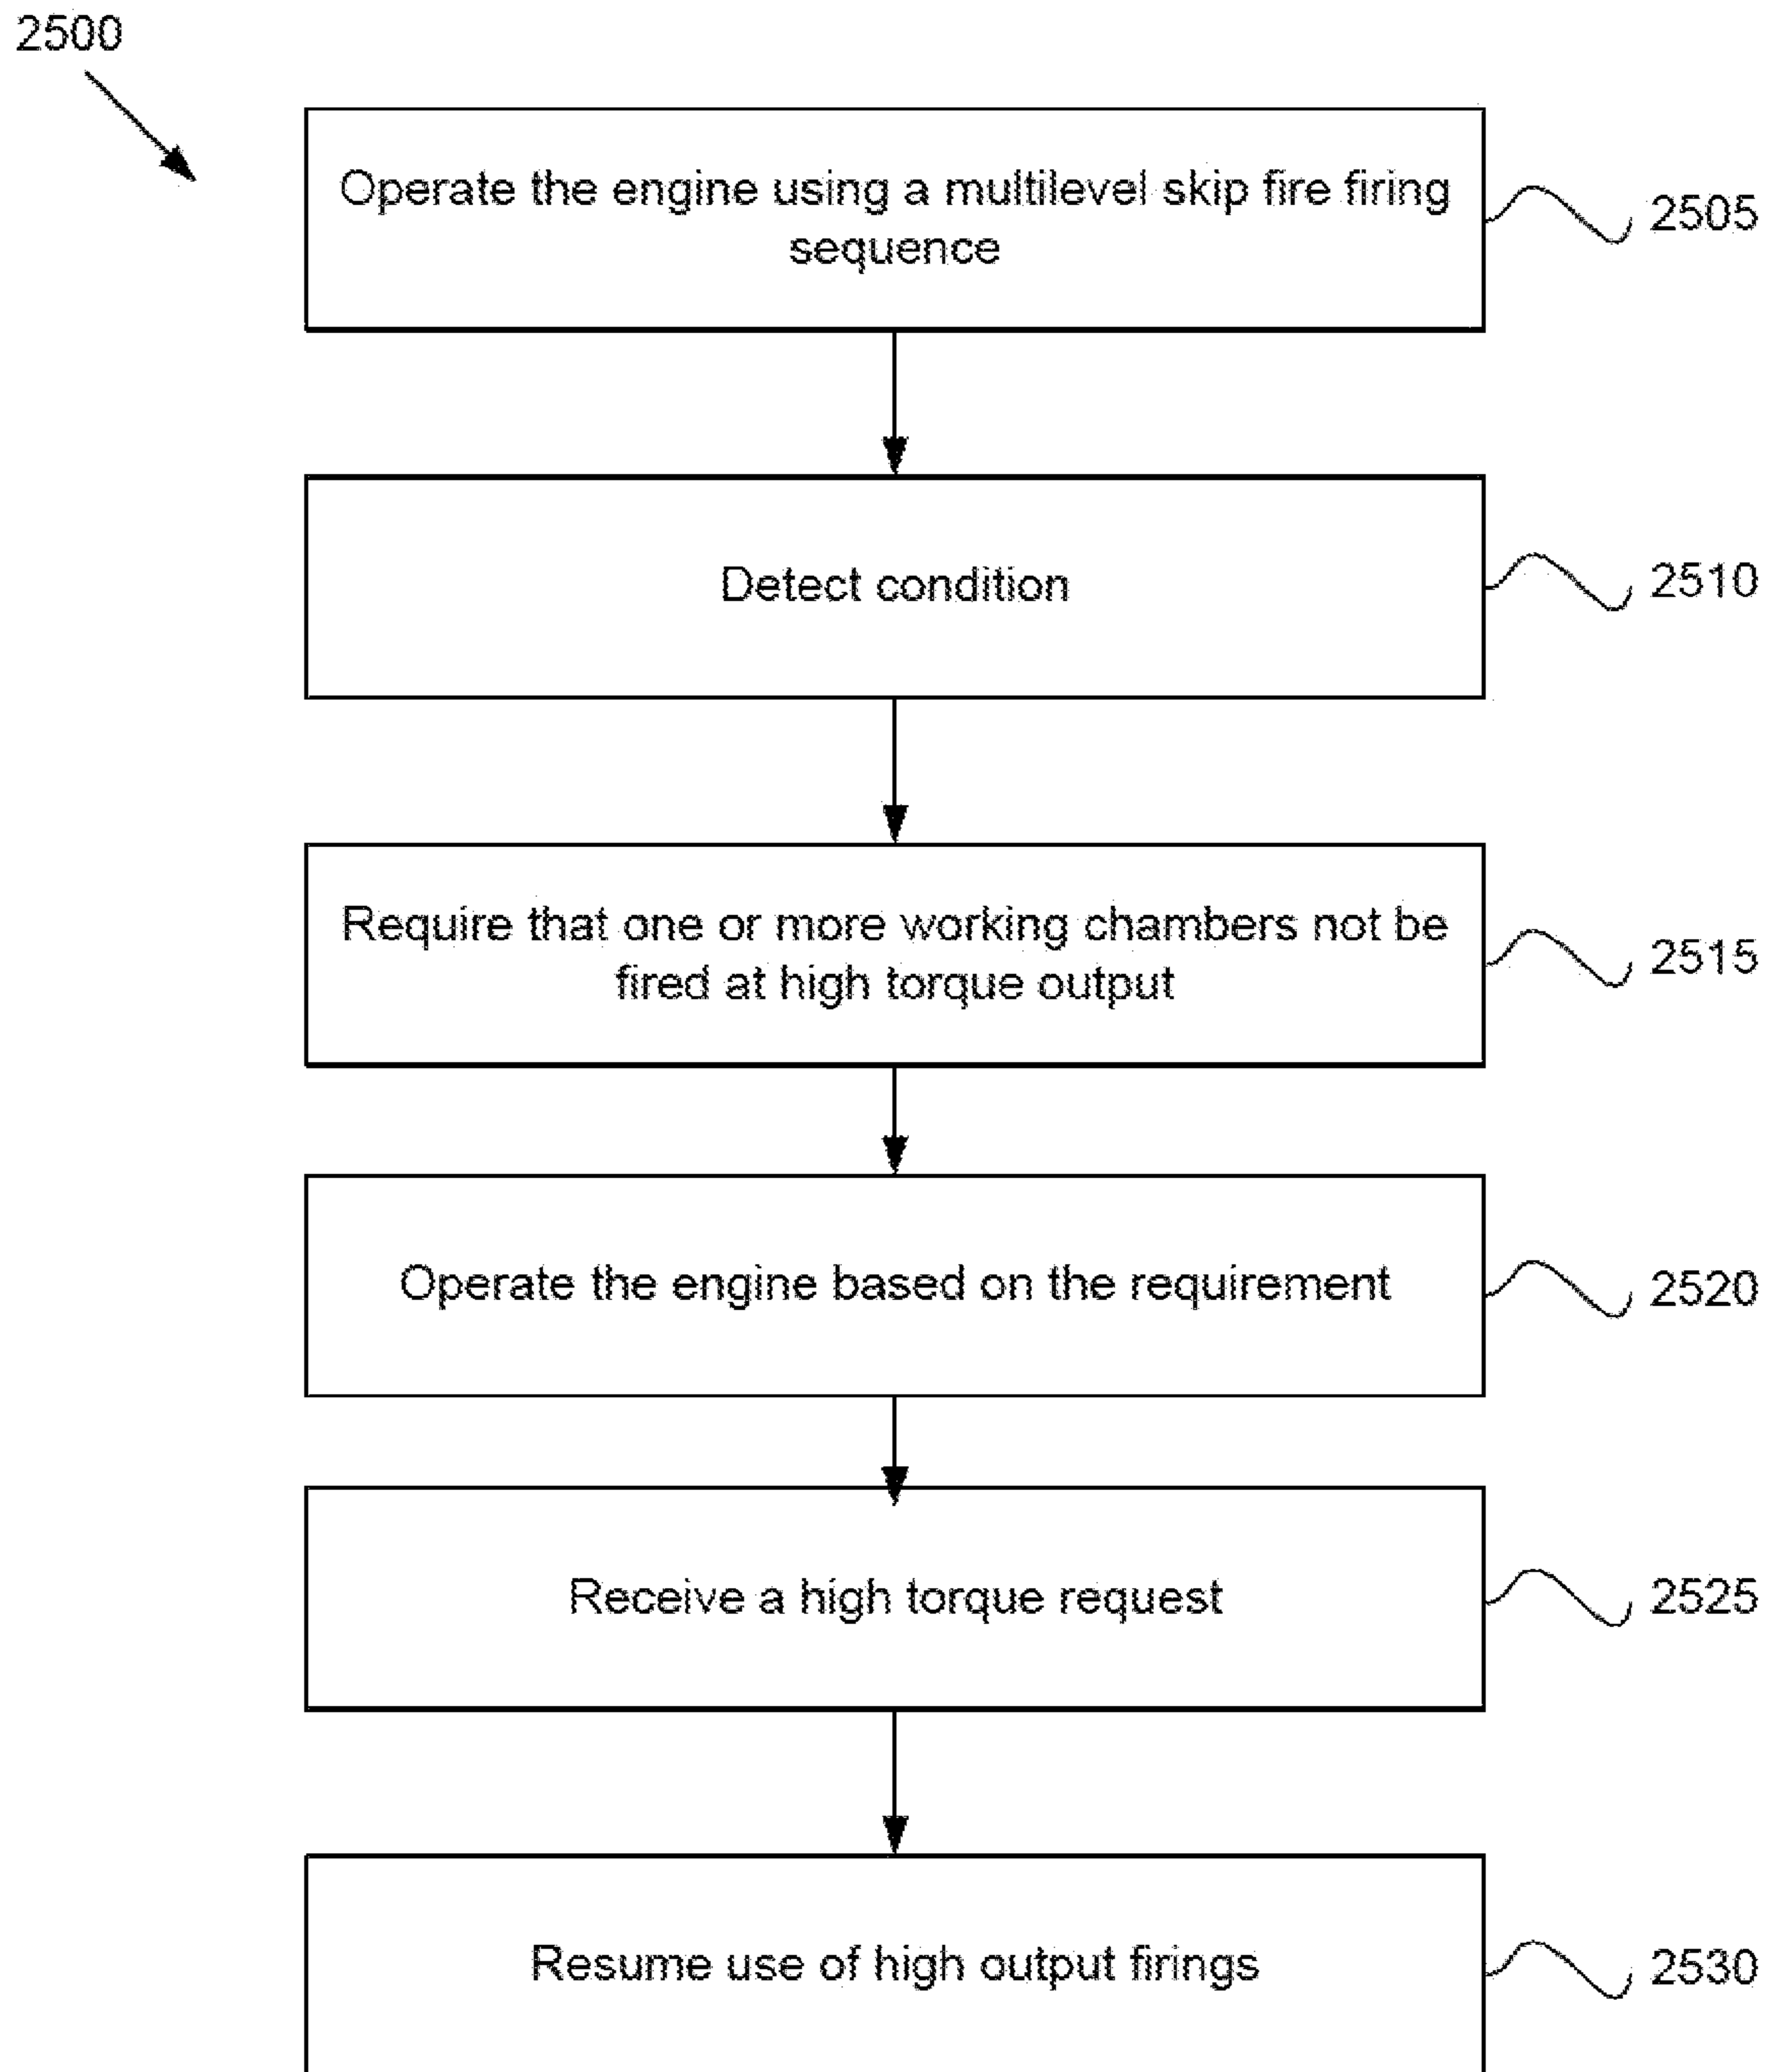 2500
Operate the engine using a multilevel skip fire firing
sequence
2505
Detect condition
2510
Require that one or more working chambers not be
fired at high torque output
2515
Operate the engine based on the requirement
2520
Receive a high torque request
2525
Resume use of high output firings
2530